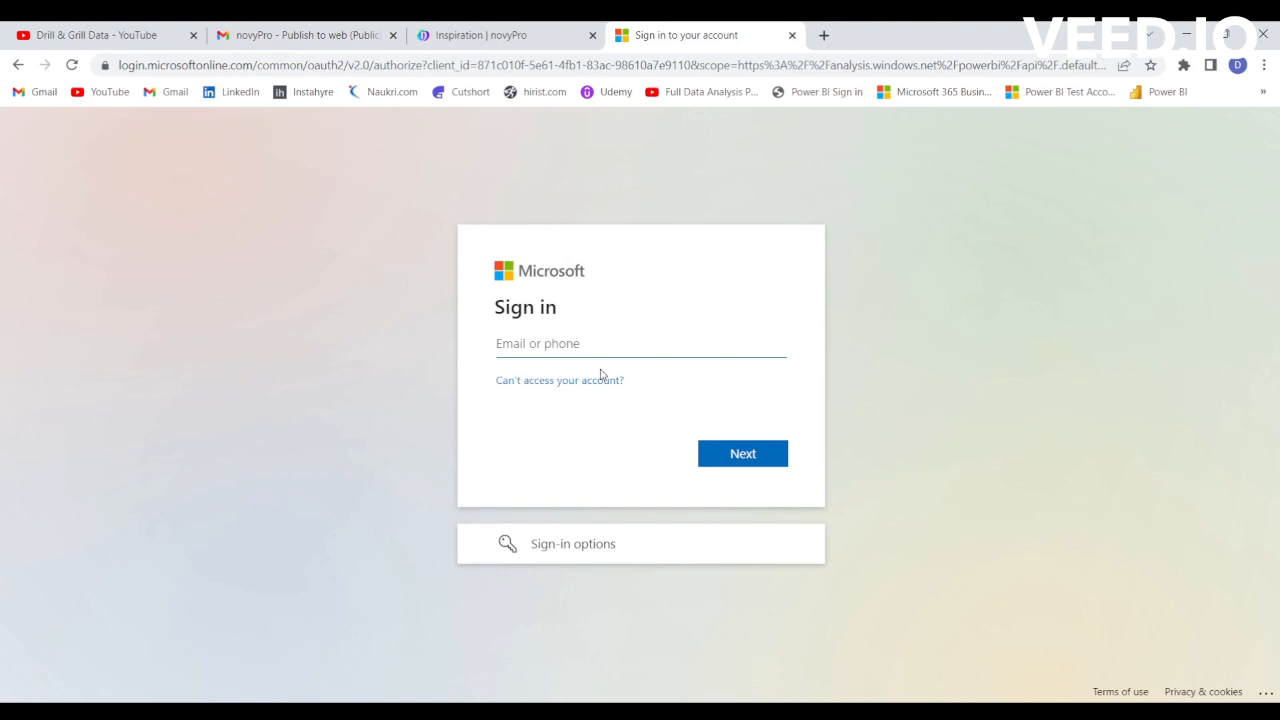 Drill & Grill Data - YouTube
novyPro - Publish to web (Public
Inspiration | novyPro
Sign in to your account
VEED.IO
login.microsoftonline.com/common/oauth2/v2.0/authorize?client_id=871c010f-5e61-4fb1-83ac-98610a7e9110&scope=https%3A%2F%2Fanalysis.windows.net%2Fpowerbi%2Fapi%2F.default...
D
Gmail
YouTube
Gmail
LinkedIn
Instahyre
Naukri.com
Cutshort
hirist.com
Udemy
Full Data Analysis P...
Power BI Sign in
Microsoft 365 Busin...
Power BI Test Acco...
Power BI
»
Microsoft
Sign in
Email or phone
Can't access your account?
Next
Sign-in options
Terms of use
Privacy & cookies
...